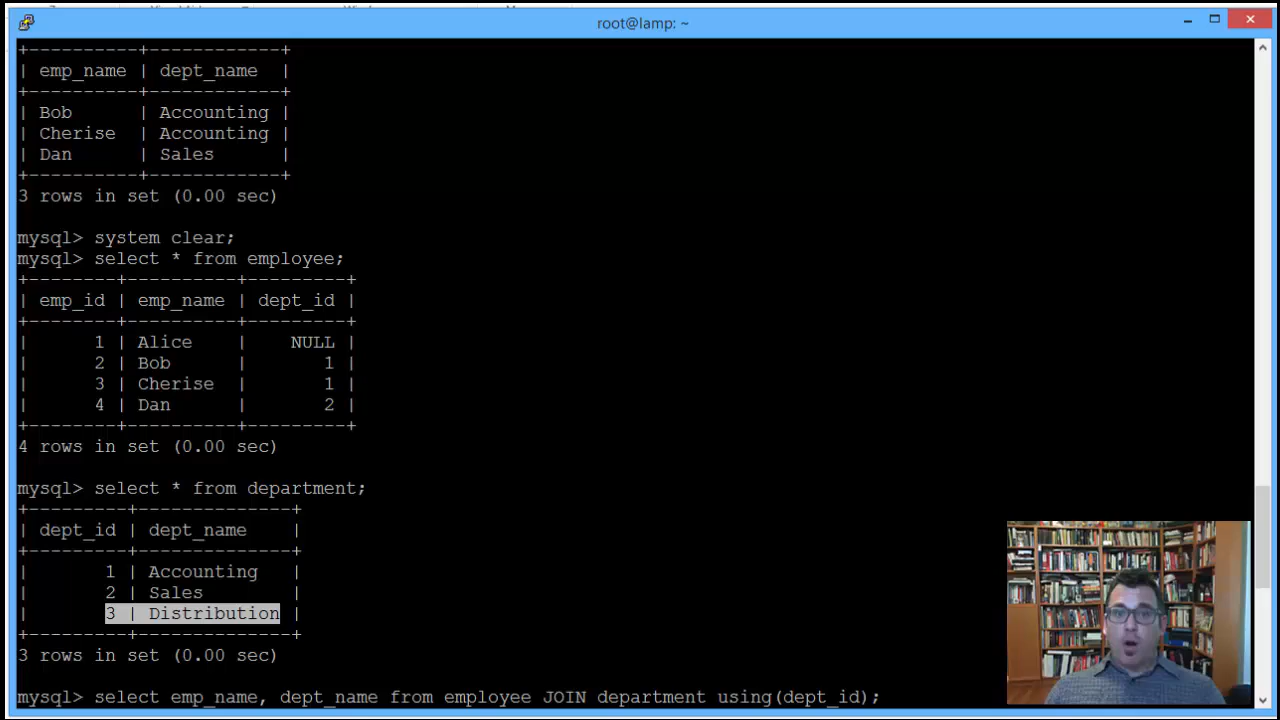 root@lamp: ~
+----------+------------+
| emp_name | dept_name  |
+----------+------------+
| Bob      | Accounting |
| Cherise  | Accounting |
| Dan      | Sales      |
+----------+------------+
3 rows in set (0.00 sec)
mysql> system clear;
mysql> select * from employee;
+--------+----------+---------+
| emp_id | emp_name | dept_id |
+--------+----------+---------+
|      1 | Alice    |    NULL |
|      2 | Bob      |       1 |
|      3 | Cherise  |       1 |
|      4 | Dan      |       2 |
+--------+----------+---------+
4 rows in set (0.00 sec)
mysql> select * from department;
+---------+--------------+
| dept_id | dept_name    |
+---------+--------------+
|       1 | Accounting   |
|       2 | Sales        |
|       3 | Distribution |
+---------+--------------+
3 rows in set (0.00 sec)
mysql> select emp_name, dept_name from employee JOIN department using(dept_id);